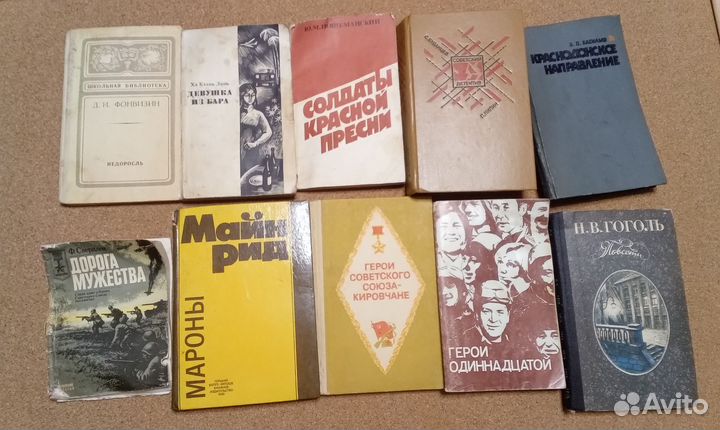 ШКОЛЬНАЯ БИБЛИОТЕКА
Д. И. ФОНВИЗИН
НЕДОРОСЛЬ
ДЕВУШКА
ИЗ БАРА
СОЛДАТЫ
КРАСНОЙ
ПРЕСНИ
СОВЕТСКИЙ
ДЕТЕКТИВ
КРАСНОДОНСКОЕ
НАПРАВЛЕНИЕ
ДОРОГА
МУЖЕСТВА
Майн
Рид
МАРОНЫ
ГЕРОИ
СОВЕТСКОГО
СОЮЗА-
КИРОВЧАНЕ
ГЕРОИ
ОДИННАДЦАТОЙ
Н.В.ГОГОЛЬ
Повести
Avito